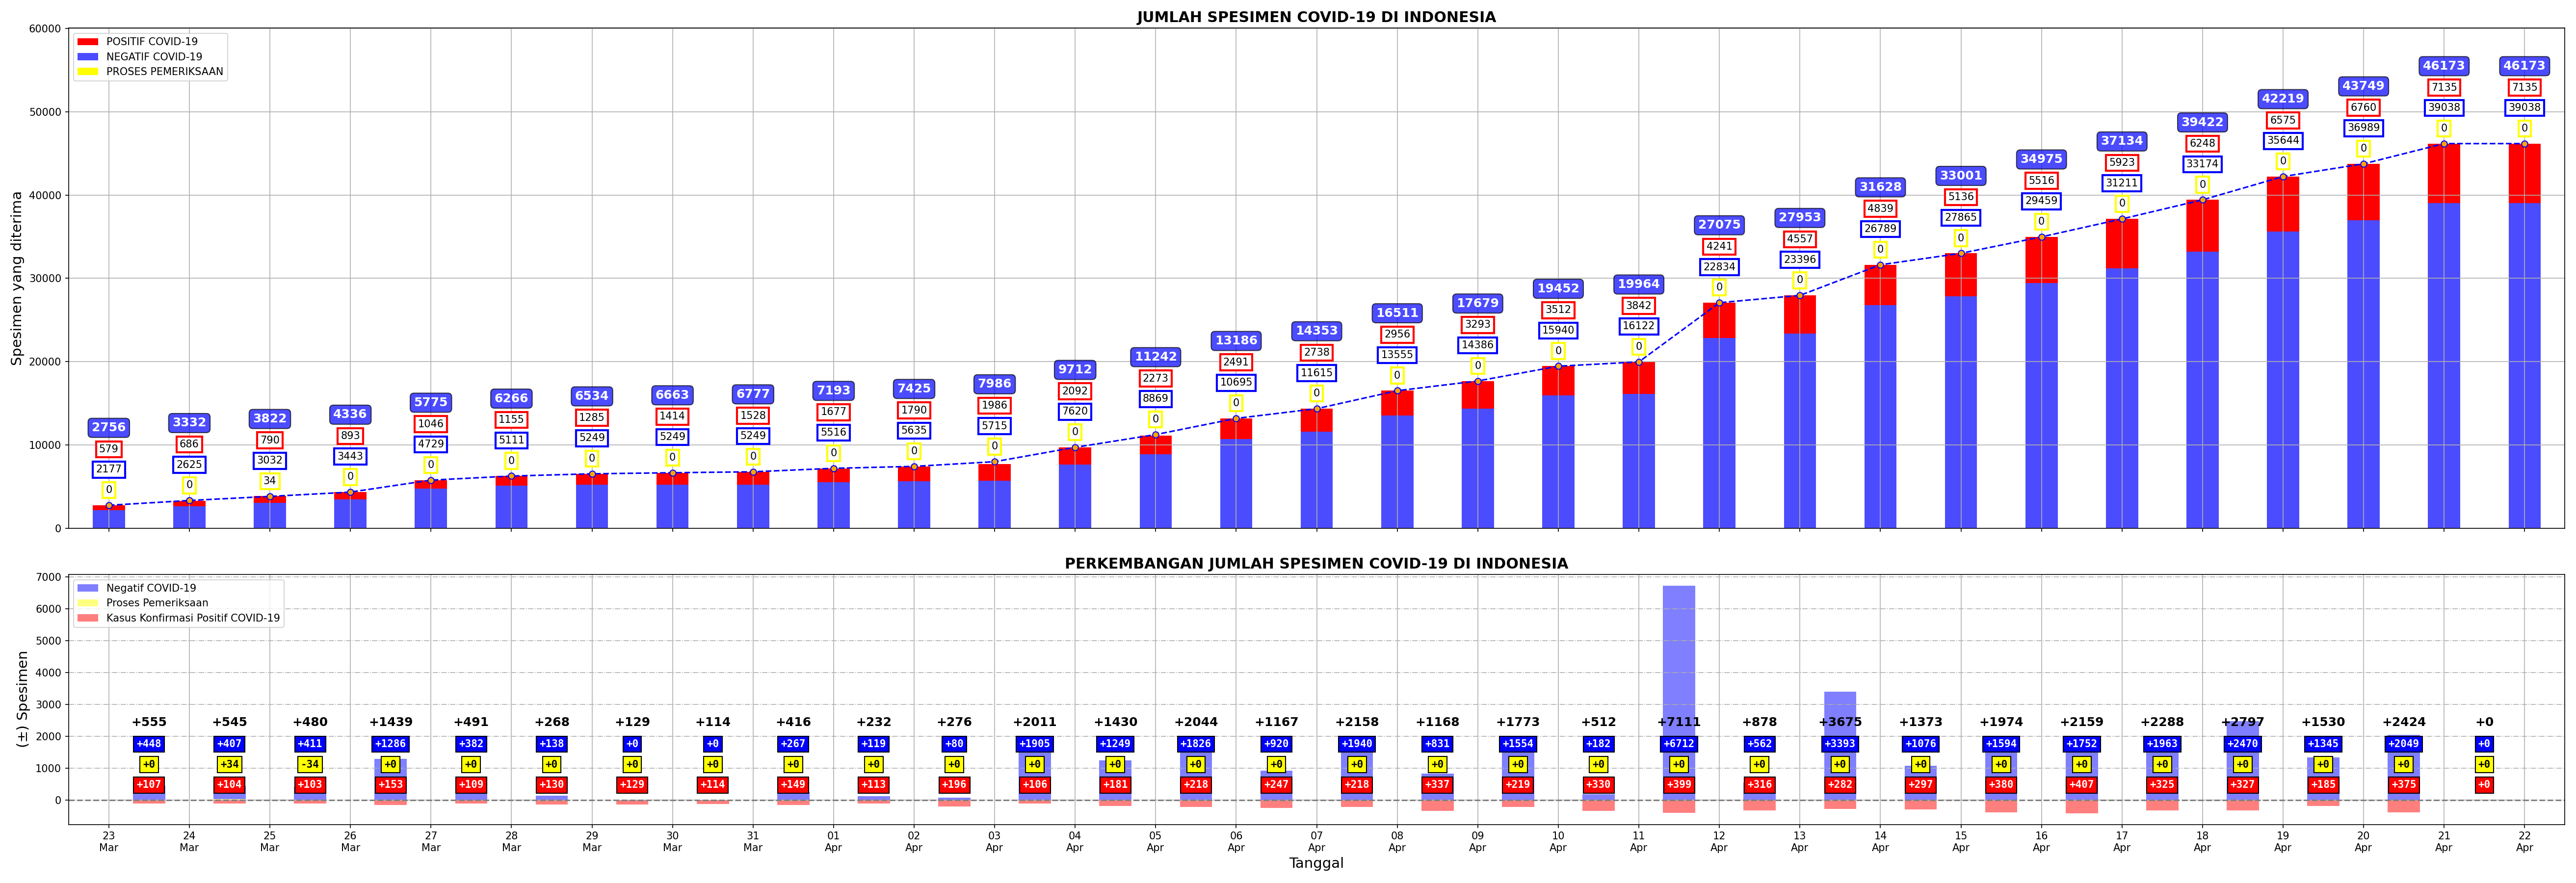 JUMLAH SPESIMEN COVID-19 DI INDONESIA
POSITIF COVID-19
NEGATIF COVID-19
PROSES PEMERIKSAAN
Spesimen yang diterima
60000
50000
40000
30000
20000
10000
0
2756 3332 3822 4336 5775 6266 6534 6663 6777 7193 7425 7986 9712 11242 13186 14353 16511 17679 19452 19964 27075 27953 31628 33001 34975 37134 39422 42219 43749 46173 46173
579 686 790 893 1046 1155 1285 1414 1528 1677 1790 1986 2092 2273 2491 2738 2956 3293 3512 3842 4241 4557 4839 5136 5516 5923 6248 6575 6760 7135 7135
2177 2625 3032 3443 4729 5111 5249 5249 5249 5516 5635 5715 7620 8869 10695 11615 13555 14386 15940 16122 22834 23396 26789 27865 29459 31211 33174 35644 36989 39038 39038
0 0 34 0 0 0 0 0 0 0 0 0 0 0 0 0 0 0 0 0 0 0 0 0 0 0 0 0 0 0 0
PERKEMBANGAN JUMLAH SPESIMEN COVID-19 DI INDONESIA
Negatif COVID-19
Proses Pemeriksaan
Kasus Konfirmasi Positif COVID-19
(±) Spesimen
7000
6000
5000
4000
3000
2000
1000
0
+555 +545 +480 +1439 +491 +268 +129 +114 +416 +232 +276 +2011 +1430 +2044 +1167 +2158 +1168 +1773 +512 +7111 +878 +3675 +1373 +1974 +2159 +2288 +2797 +1530 +2424 +0
+448 +407 +411 +1286 +382 +138 +0 +0 +267 +119 +80 +1905 +1249 +1826 +920 +1940 +831 +1554 +182 +6712 +562 +3393 +1076 +1594 +1752 +1963 +2470 +1345 +2049 +0
+0 +34 -34 +0 +0 +0 +0 +0 +0 +0 +0 +0 +0 +0 +0 +0 +0 +0 +0 +0 +0 +0 +0 +0 +0 +0 +0 +0 +0 +0
+107 +104 +103 +153 +109 +130 +129 +114 +149 +113 +196 +106 +181 +218 +247 +218 +337 +219 +330 +399 +316 +282 +297 +380 +407 +325 +327 +185 +375 +0
23 24 25 26 27 28 29 30 31 01 02 03 04 05 06 07 08 09 10 11 12 13 14 15 16 17 18 19 20 21 22
Mar Mar Mar Mar Mar Mar Mar Mar Mar Apr Apr Apr Apr Apr Apr Apr Apr Apr Apr Apr Apr Apr Apr Apr Apr Apr Apr Apr Apr Apr Apr
Tanggal